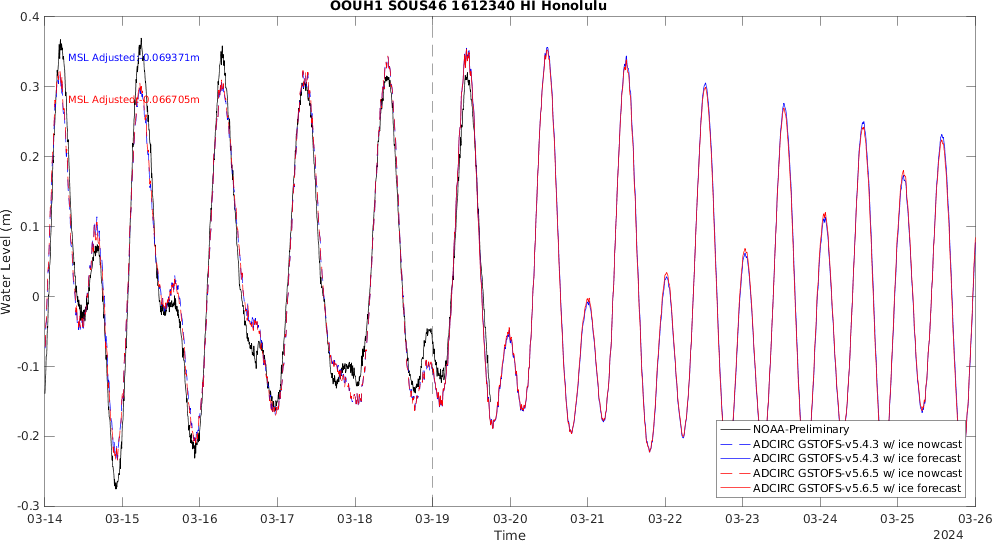 OOUH1 SOUS46 1612340 HI Honolulu
0.4
0.3
0.2
0.1
0
-0.1
-0.2
-0.3
Water Level (m)
MSL Adjusted -0.069371m
MSL Adjusted -0.066705m
NOAA-Preliminary
ADCIRC GSTOFS-v5.4.3 w/ ice nowcast
ADCIRC GSTOFS-v5.4.3 w/ ice forecast
ADCIRC GSTOFS-v5.6.5 w/ ice nowcast
ADCIRC GSTOFS-v5.6.5 w/ ice forecast
03-14 03-15 03-16 03-17 03-18 03-19 03-20 03-21 03-22 03-23 03-24 03-25 03-26
Time
2024